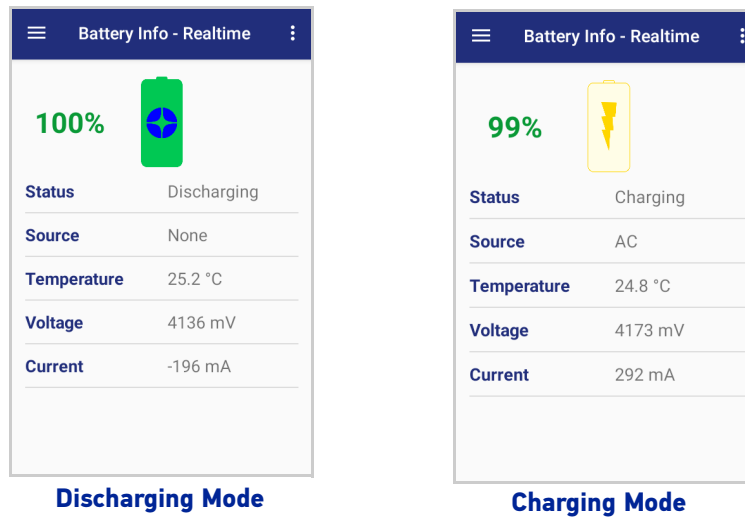 Battery Info - Realtime
100%
Status Discharging
Source None
Temperature 25.2 °C
Voltage 4136 mV
Current -196 mA
Discharging Mode
Battery Info - Realtime
99%
Status Charging
Source AC
Temperature 24.8 °C
Voltage 4173 mV
Current 292 mA
Charging Mode